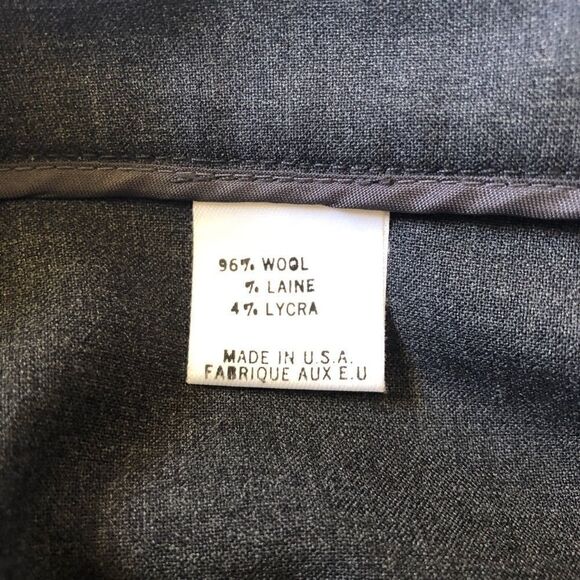 96% WOOL
% LAINE
4% LYCRA
MADE IN U.S.A.
FABRIQUE AUX E.U